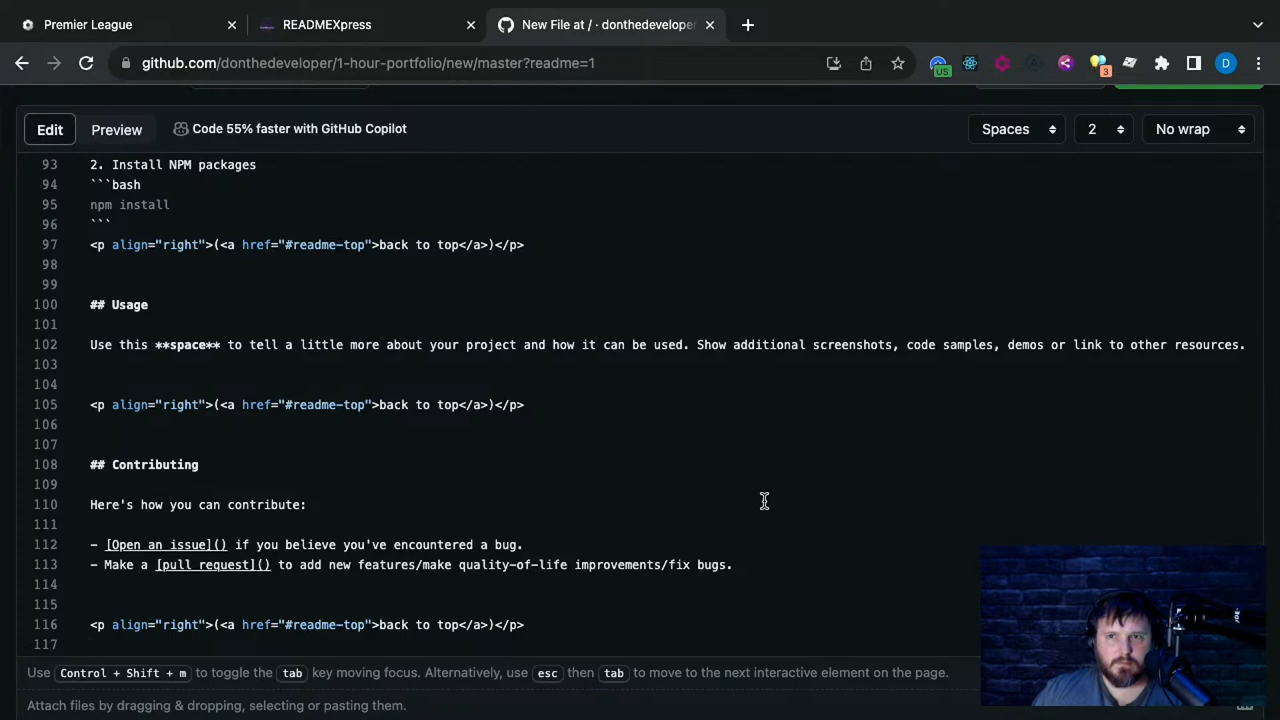 Premier League
READMEXpress
New File at / · donthedeveloper
github.com/donthedeveloper/1-hour-portfolio/new/master?readme=1
US
3
D
Edit
Preview
Code 55% faster with GitHub Copilot
Spaces
2
No wrap
93 2. Install NPM packages
94 ```bash
95 npm install
96 ```
97 <p align="right">(<a href="#readme-top">back to top</a>)</p>
98
99
100 ## Usage
101
102 Use this **space** to tell a little more about your project and how it can be used. Show additional screenshots, code samples, demos or link to other resources.
103
104
105 <p align="right">(<a href="#readme-top">back to top</a>)</p>
106
107
108 ## Contributing
109
110 Here's how you can contribute:
111
112 - [Open an issue]() if you believe you've encountered a bug.
113 - Make a [pull request]() to add new features/make quality-of-life improvements/fix bugs.
114
115
116 <p align="right">(<a href="#readme-top">back to top</a>)</p>
117
Use Control + Shift + m to toggle the tab key moving focus. Alternatively, use esc then tab to move to the next interactive element on the page.
Attach files by dragging & dropping, selecting or pasting them.